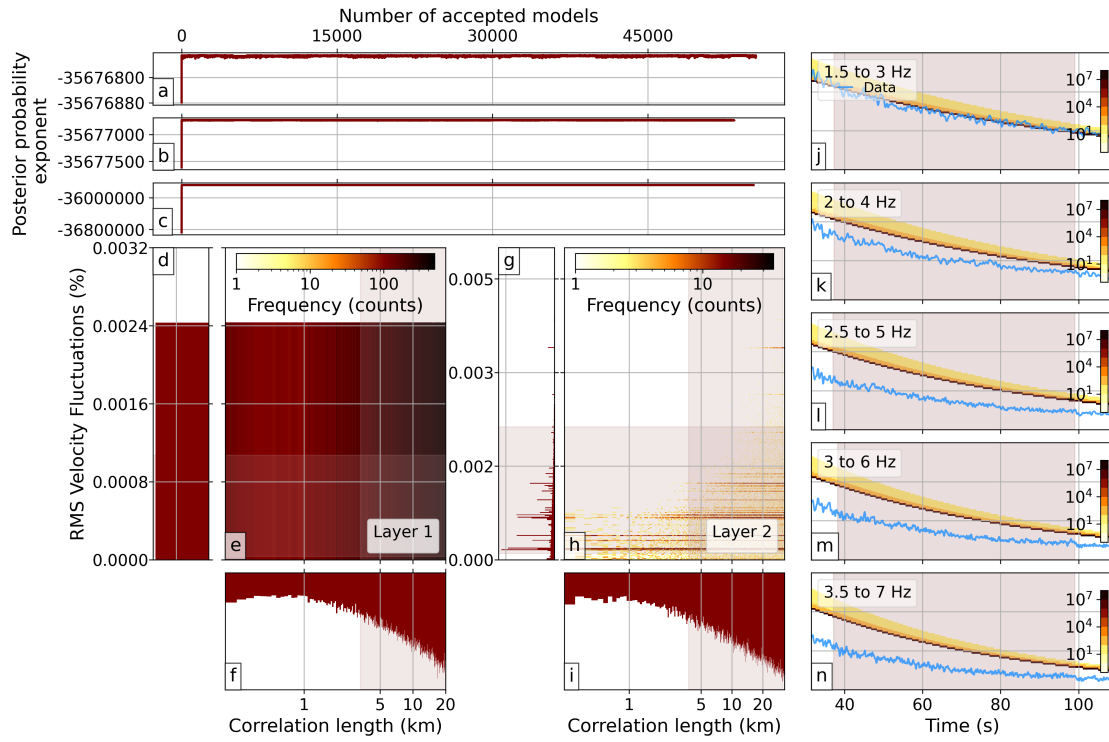 Number of accepted models
0 15000 30000 45000
Posterior probability
exponent
-35676800
-35676880
a
-35677000
-35677500
b
-36000000
-36800000
c
RMS Velocity Fluctuations (%)
0.0032
0.0024
0.0016
0.0008
0.0000
d
1 10 100
Frequency (counts)
Layer 1
e
f
1 5 10 20
Correlation length (km)
g
0.005
0.003
0.002
0.000
1 10
Frequency (counts)
Layer 2
h
i
1 5 10 20
Correlation length (km)
1.5 to 3 Hz
Data
10^7
10^4
10^1
j
2 to 4 Hz
10^7
10^4
10^1
k
2.5 to 5 Hz
10^7
10^4
10^1
l
3 to 6 Hz
10^7
10^4
10^1
m
3.5 to 7 Hz
10^7
10^4
10^1
n
40 60 80 100
Time (s)